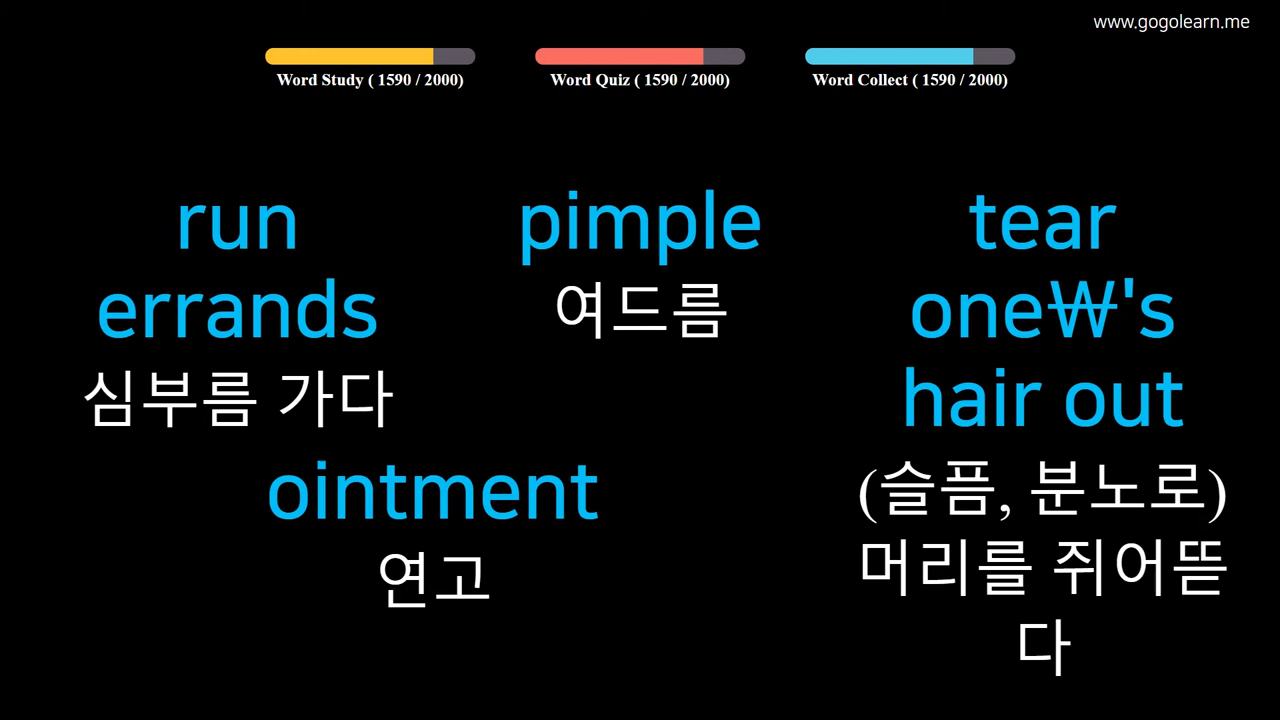 www.gogolearn.me
Word Study ( 1590 / 2000)
Word Quiz ( 1590 / 2000)
Word Collect ( 1590 / 2000)
run
errands
심부름 가다
pimple
여드름
tear
one₩'s
hair out
(슬픔, 분노로)
머리를 쥐어뜯
다
ointment
연고